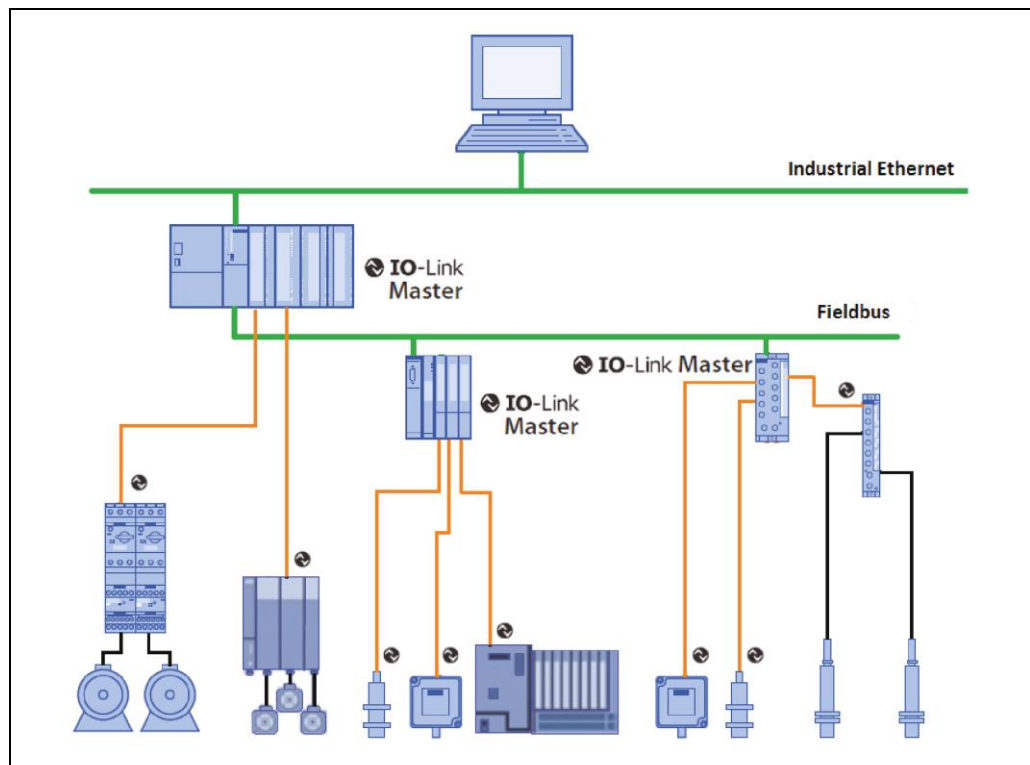 Industrial Ethernet
IO-Link
Master
Fieldbus
IO-Link Master
IO-Link
Master